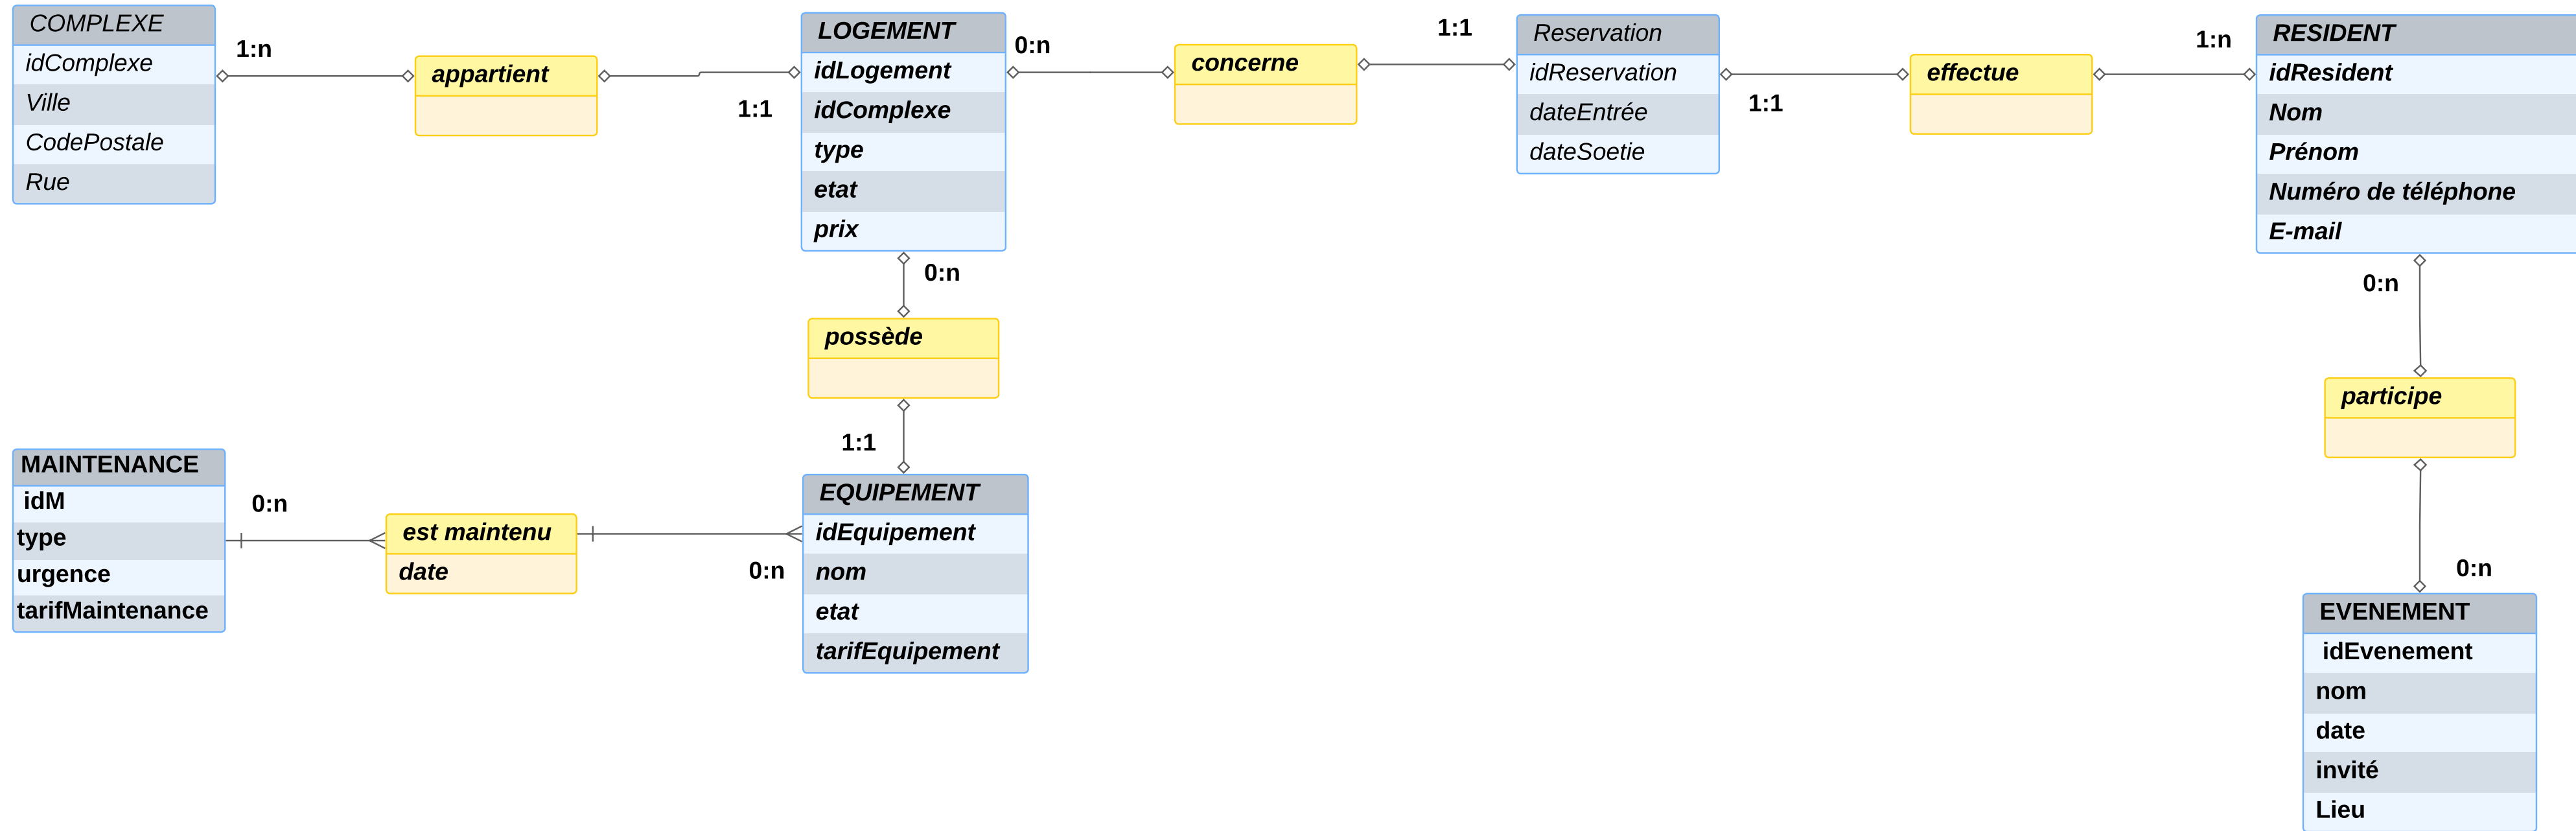 COMPLEXE
idComplexe
Ville
CodePostale
Rue
1:n
appartient
1:1
LOGEMENT
idLogement
idComplexe
type
etat
prix
0:n
concerne
1:1
Reservation
idReservation
dateEntrée
dateSoetie
1:1
effectue
1:n
RESIDENT
idResident
Nom
Prénom
Numéro de téléphone
E-mail
0:n
possède
1:1
0:n
participe
0:n
MAINTENANCE
idM
type
urgence
tarifMaintenance
0:n
est maintenu
date
0:n
EQUIPEMENT
idEquipement
nom
etat
tarifEquipement
EVENEMENT
idEvenement
nom
date
invité
Lieu